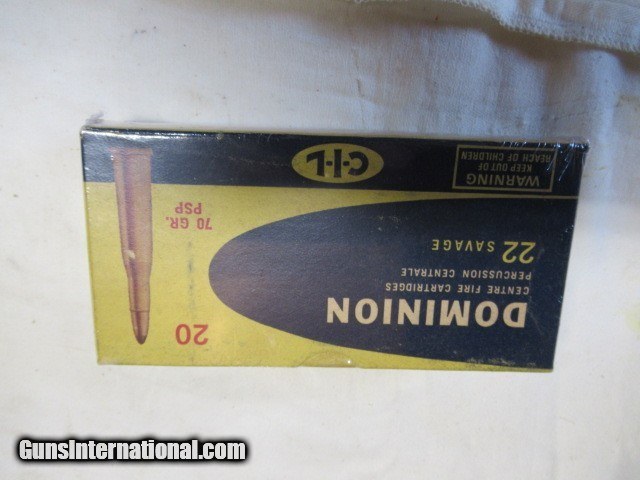 DOMINION
CENTRE FIRE CARTRIDGES
PERCUSSION CENTRALE
22 SAVAGE
20
70 GR.
PSP
C-I-L
WARNING
KEEP OUT OF
REACH OF CHILDREN
GunsInternational.com